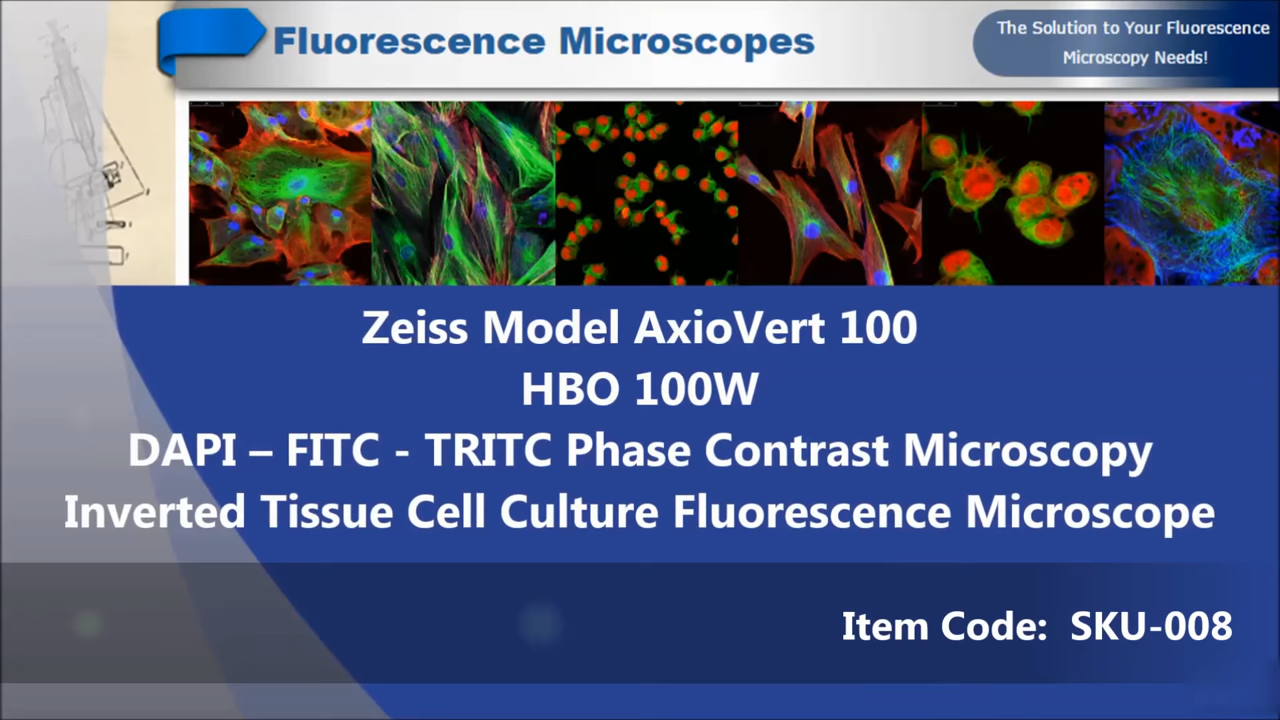 Fluorescence Microscopes
The Solution to Your Fluorescence
Microscopy Needs!
Zeiss Model AxioVert 100
HBO 100W
DAPI – FITC - TRITC Phase Contrast Microscopy
Inverted Tissue Cell Culture Fluorescence Microscope
Item Code:  SKU-008